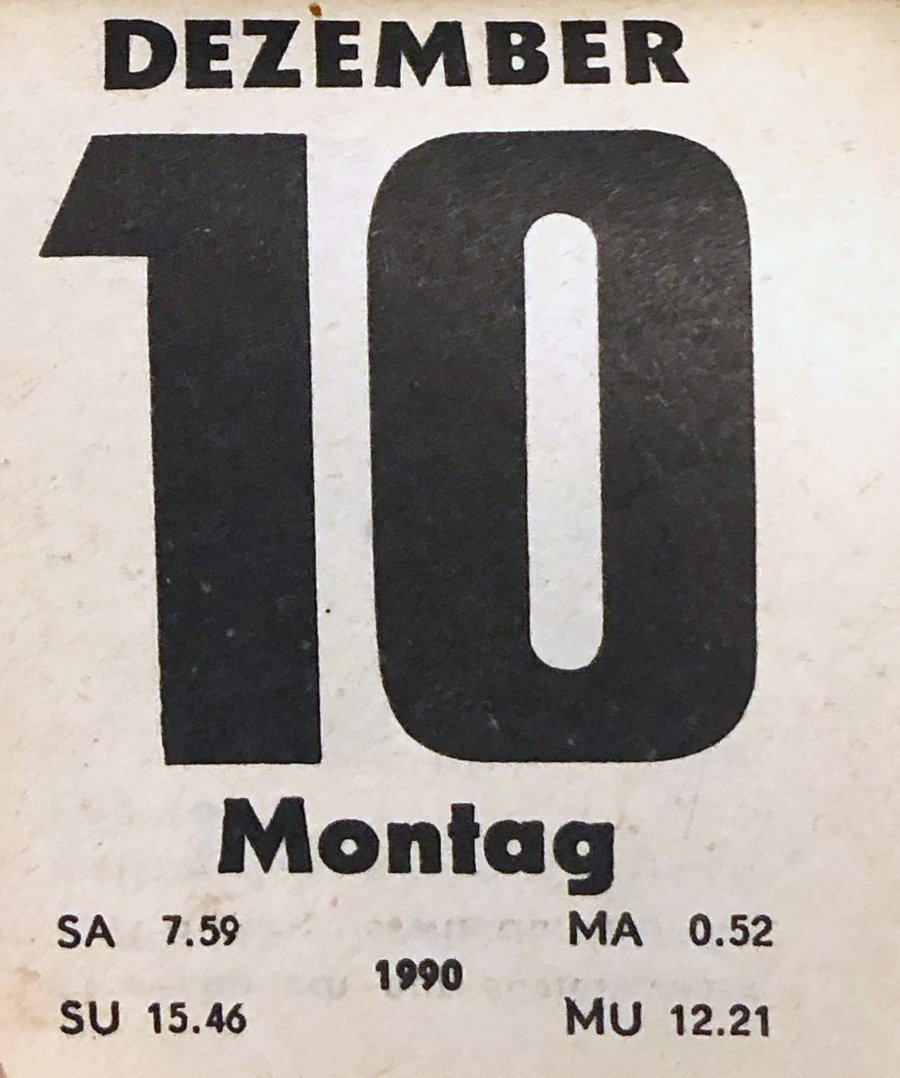 DEZEMBER
10
Montag
SA 7.59 MA 0.52
1990
SU 15.46 MU 12.21